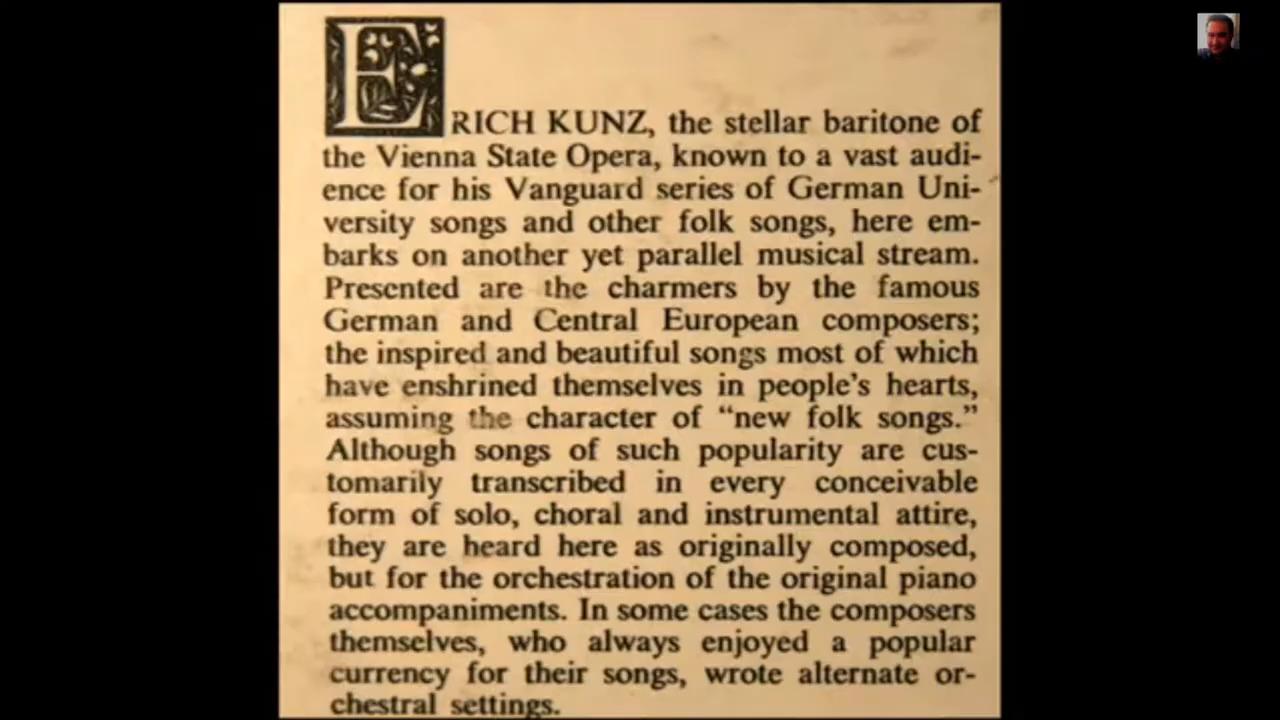 ERICH KUNZ, the stellar baritone of
the Vienna State Opera, known to a vast audi-
ence for his Vanguard series of German Uni-
versity songs and other folk songs, here em-
barks on another yet parallel musical stream.
Presented are the charmers by the famous
German and Central European composers;
the inspired and beautiful songs most of which
have enshrined themselves in people's hearts,
assuming the character of “new folk songs.”
Although songs of such popularity are cus-
tomarily transcribed in every conceivable
form of solo, choral and instrumental attire,
they are heard here as originally composed,
but for the orchestration of the original piano
accompaniments. In some cases the composers
themselves, who always enjoyed a popular
currency for their songs, wrote alternate or-
chestral settings.